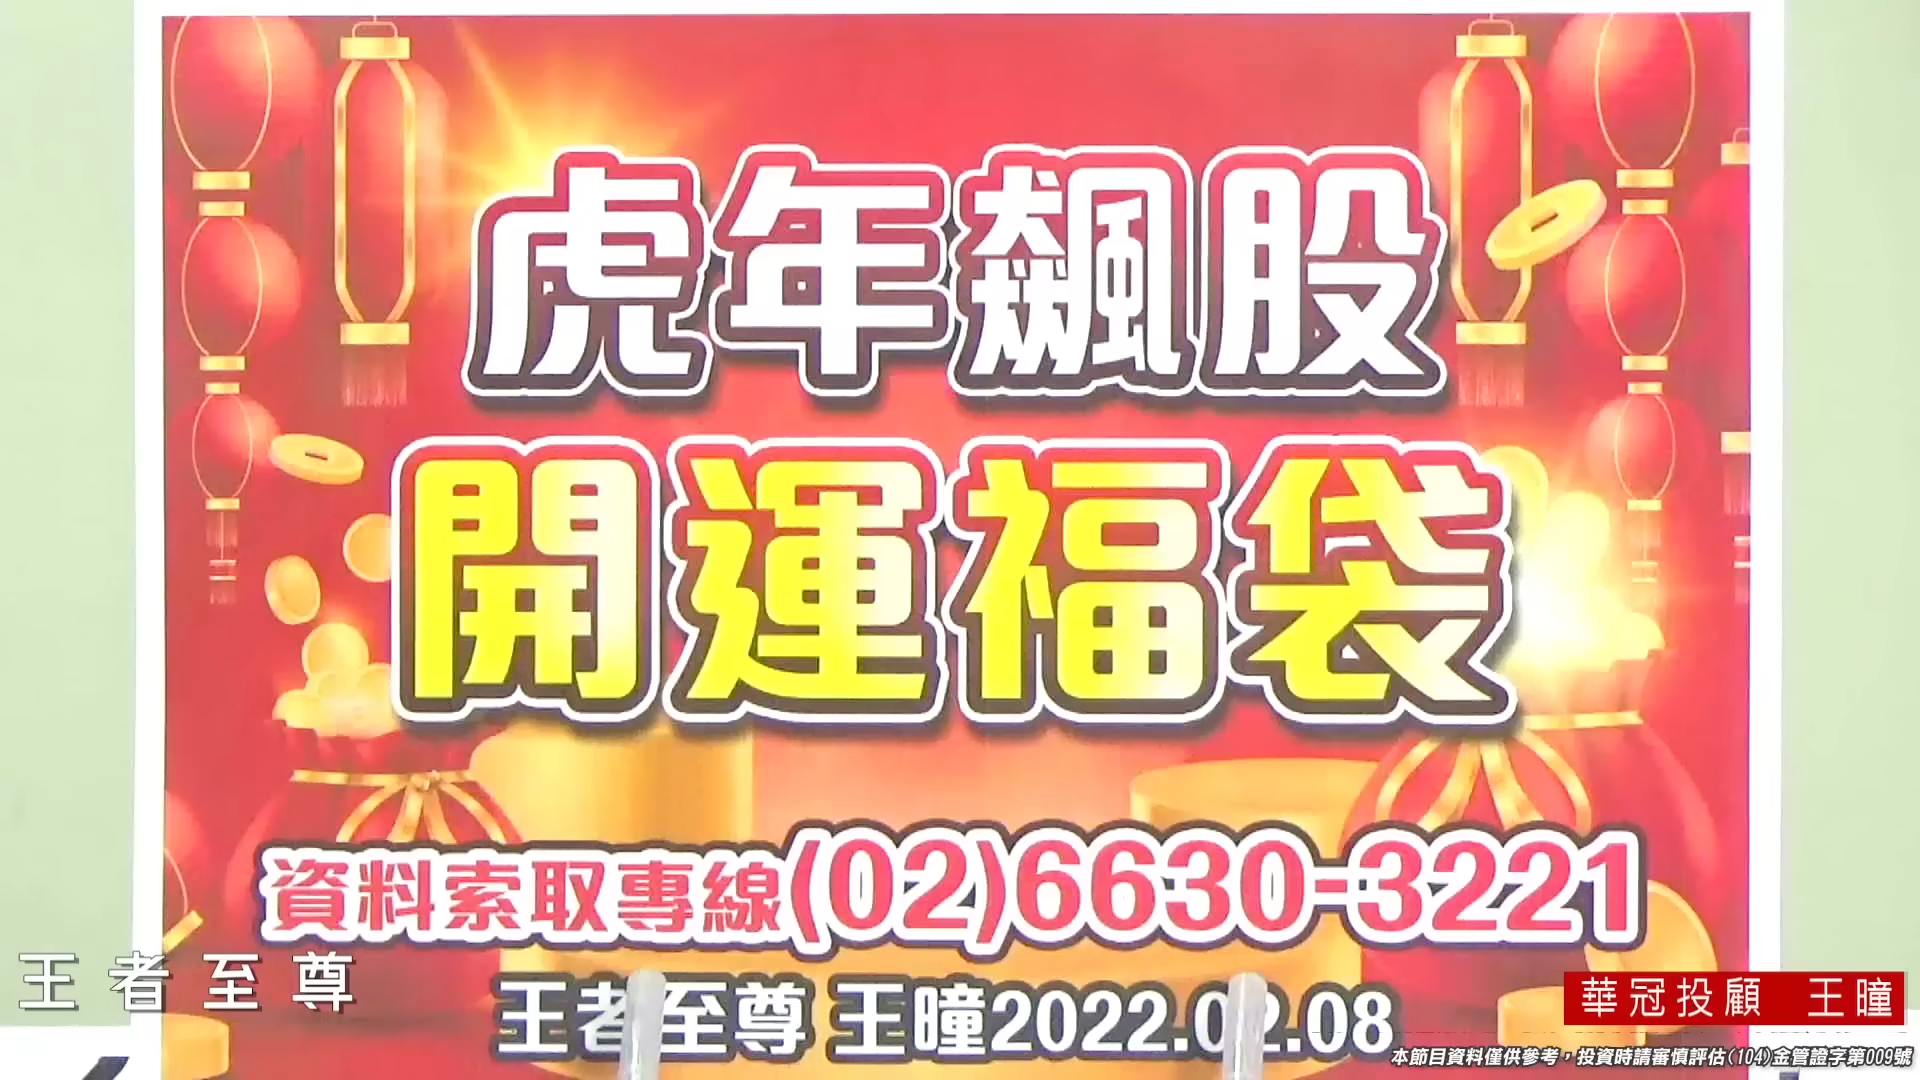 虎年飆股
開運福袋
資料索取專線(02)6630-3221
王者至尊 王曈2022.02.08
王者至尊
華冠投顧 王曈
本節目資料僅供參考，投資時請審慎評估(104)金管證字第009號